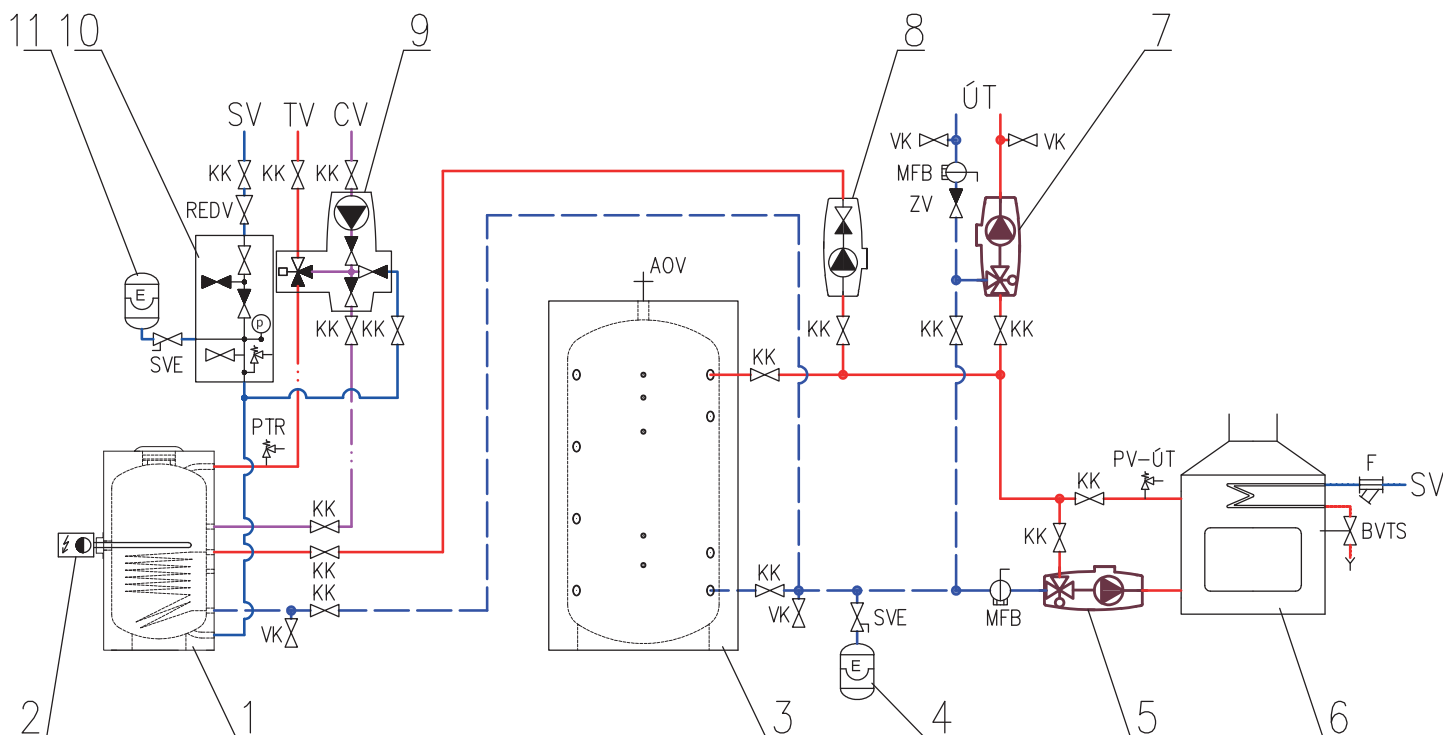 11 10 9 8 7
SV TV CV ÚT
VK VK
KK KK KK
MFB
REDV ZV
E AOV
P
KK KK KK KK KK
SVE
KK
PTR
PV-ÚT F SV
KK
KK
KK BVTS
KK
KK
KK
VK VK SVE MFB
E
2 1 3 4 5 6